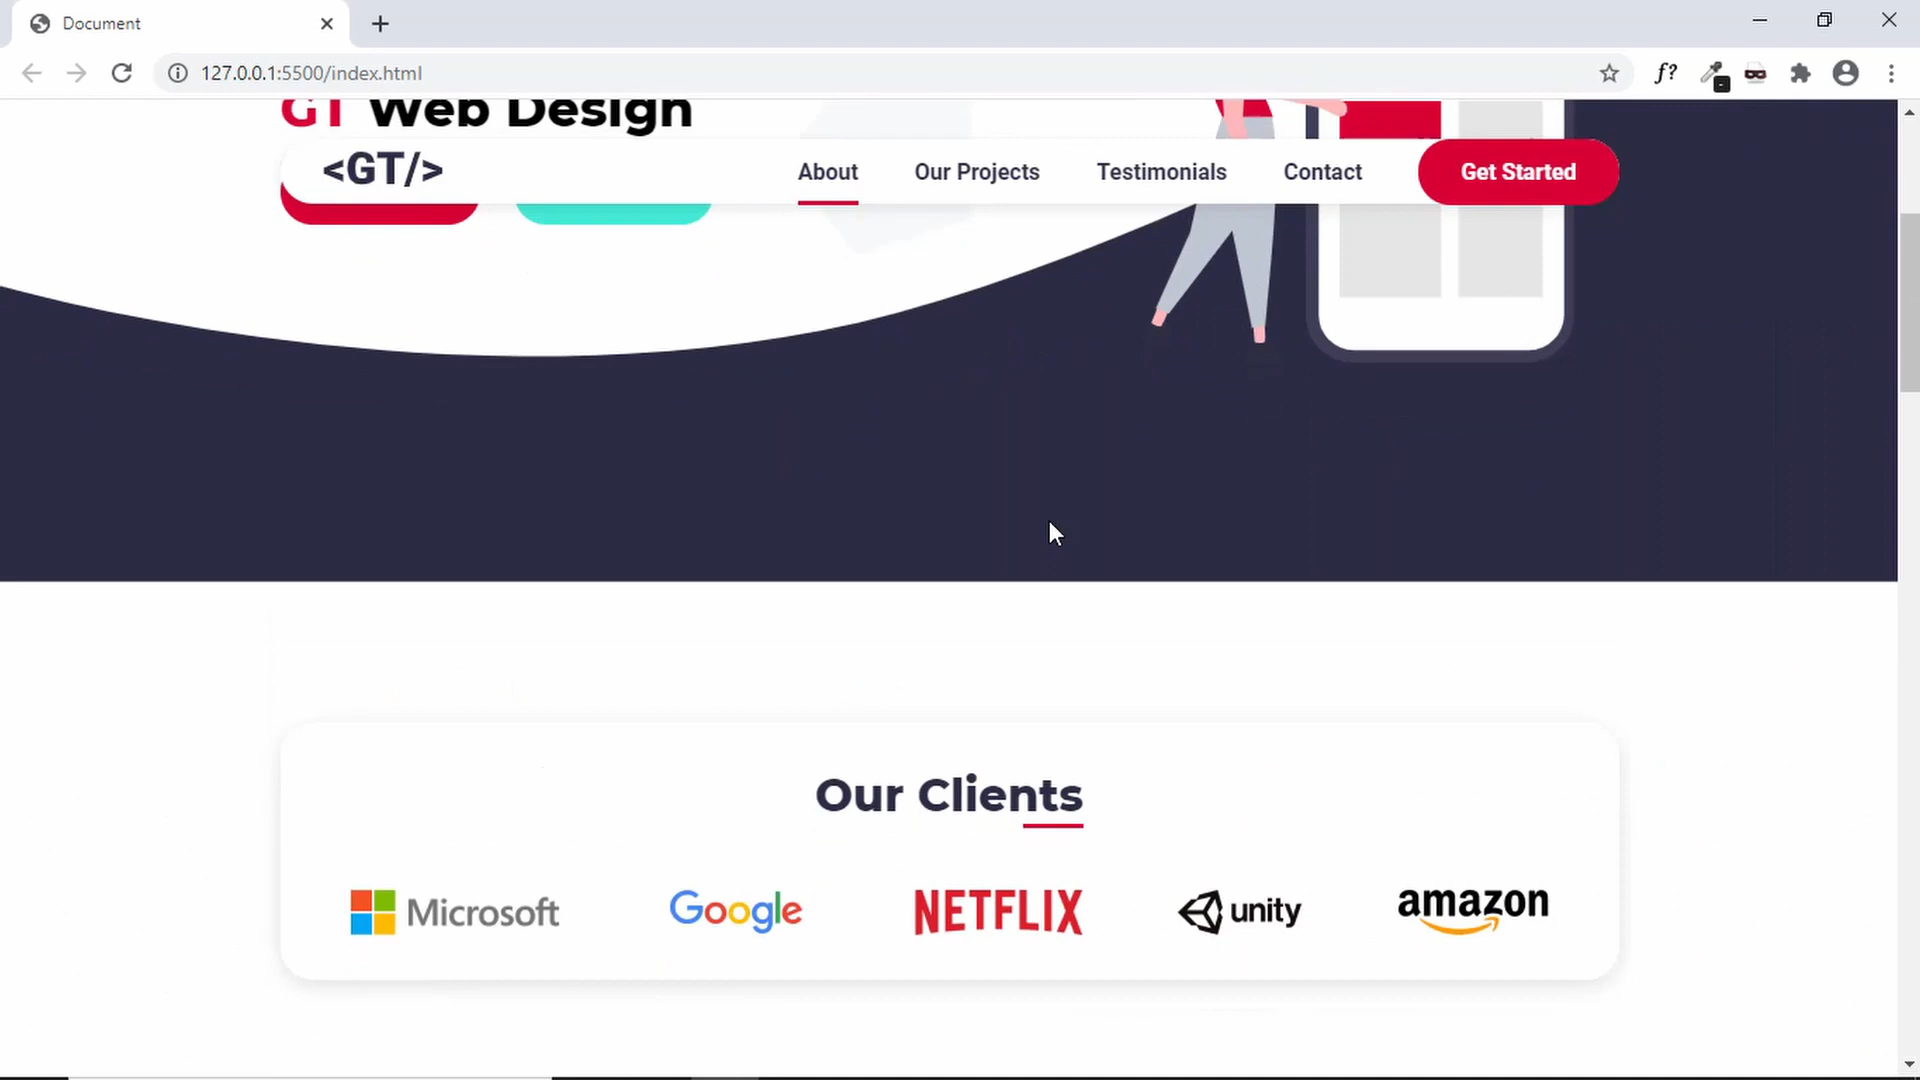 Document
127.0.0.1:5500/index.html
f?
GT Web Design
<GT/> About Our Projects Testimonials Contact Get Started
Our Clients
Microsoft Google NETFLIX unity amazon